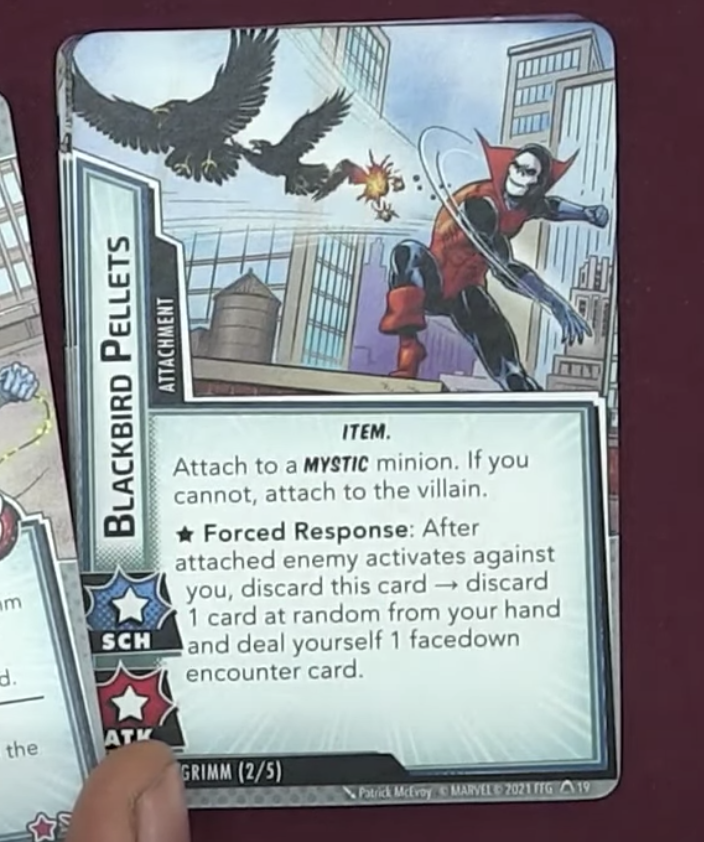 BLACKBIRD PELLETS
ATTACHMENT
ITEM.
Attach to a MYSTIC minion. If you
cannot, attach to the villain.
★ Forced Response: After
attached enemy activates against
you, discard this card → discard
1 card at random from your hand
and deal yourself 1 facedown
encounter card.
SCH
ATK
GRIMM (2/5)
Patrick McEvoy © MARVEL © 2021 FFG 19
d.
the